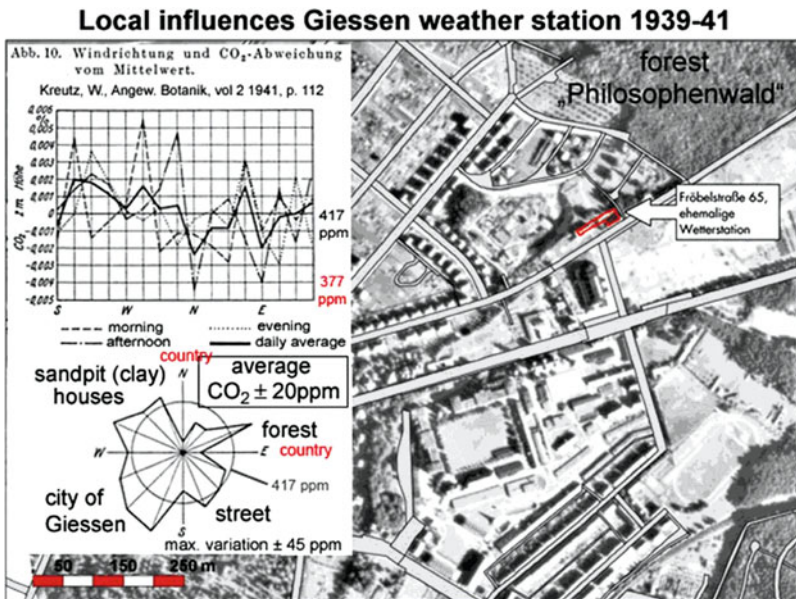 Local influences Giessen weather station 1939-41
Abb. 10. Windrichtung und CO₂-Abweichung
vom Mittelwert.
Kreutz, W., Angew. Botanik, vol 2 1941, p. 112
0,006
%
0,005
0,004
0,003
0,002
0,001
0
-0,001
-0,002
-0,003
-0,004
-0,005
CO₂ 2 m Höhe
417
ppm
377
ppm
S W N E
morning evening
afternoon daily average
country
sandpit (clay)
houses
average
CO₂ ± 20ppm
N
forest
W E country
417 ppm
city of
Giessen
street
S
max. variation ± 45 ppm
50 150 250 m
forest
„Philosophenwald“
Fröbelstraße 65,
ehemalige
Wetterstation